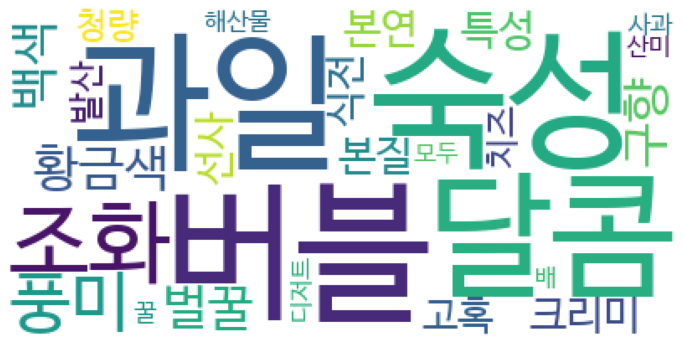 청량
해산물
본연
특성
사과
산미
백색
발산
과일
식전
숙성
구향
선사
치즈
황금색
본질
모두
조화
버블
달콤
풍미
벌꿀
꿀
디저트
배
고혹
크리미